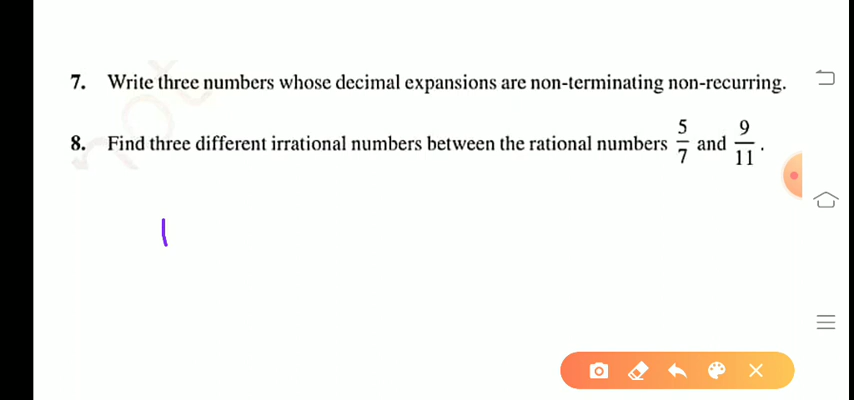 7. Write three numbers whose decimal expansions are non-terminating non-recurring.
8. Find three different irrational numbers between the rational numbers 5/7 and 9/11.
not